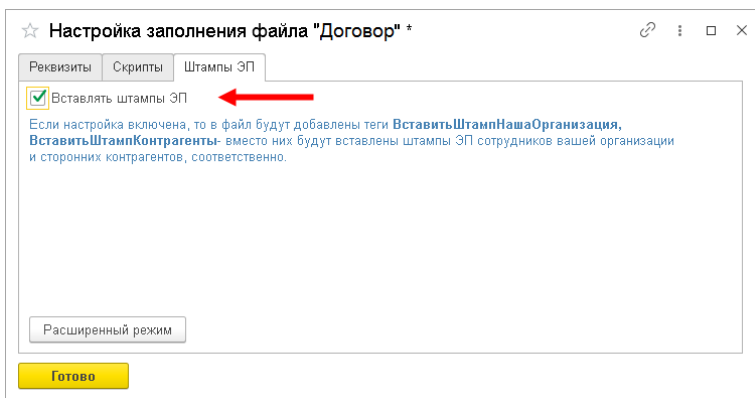 Настройка заполнения файла "Договор" *
Реквизиты Скрипты Штампы ЭП
Вставлять штампы ЭП
Если настройка включена, то в файл будут добавлены теги ВставитьШтампНашаОрганизация,
ВставитьШтампКонтрагенты- вместо них будут вставлены штампы ЭП сотрудников вашей организации
и сторонних контрагентов, соответственно.
Расширенный режим
Готово